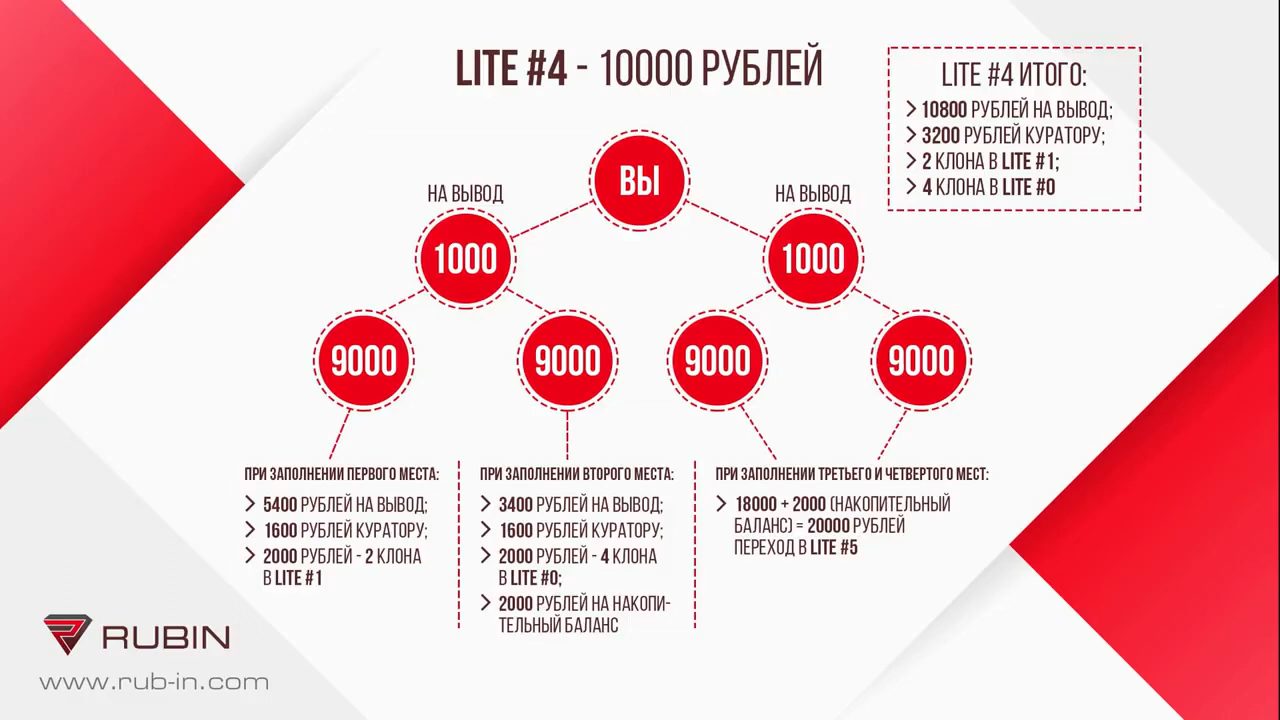 LITE #4 - 10000 РУБЛЕЙ
LITE #4 ИТОГО:
10800 РУБЛЕЙ НА ВЫВОД;
3200 РУБЛЕЙ КУРАТОРУ;
2 КЛОНА В LITE #1;
4 КЛОНА В LITE #0
ВЫ
НА ВЫВОД
НА ВЫВОД
1000
1000
9000
9000
9000
9000
ПРИ ЗАПОЛНЕНИИ ПЕРВОГО МЕСТА:
5400 РУБЛЕЙ НА ВЫВОД;
1600 РУБЛЕЙ КУРАТОРУ;
2000 РУБЛЕЙ - 2 КЛОНА
В LITE #1
ПРИ ЗАПОЛНЕНИИ ВТОРОГО МЕСТА:
3400 РУБЛЕЙ НА ВЫВОД;
1600 РУБЛЕЙ КУРАТОРУ;
2000 РУБЛЕЙ - 4 КЛОНА
В LITE #0;
2000 РУБЛЕЙ НА НАКОПИ-
ТЕЛЬНЫЙ БАЛАНС
ПРИ ЗАПОЛНЕНИИ ТРЕТЬЕГО И ЧЕТВЕРТОГО МЕСТ:
18000 + 2000 (НАКОПИТЕЛЬНЫЙ
БАЛАНС) = 20000 РУБЛЕЙ
ПЕРЕХОД В LITE #5
RUBIN
www.rub-in.com